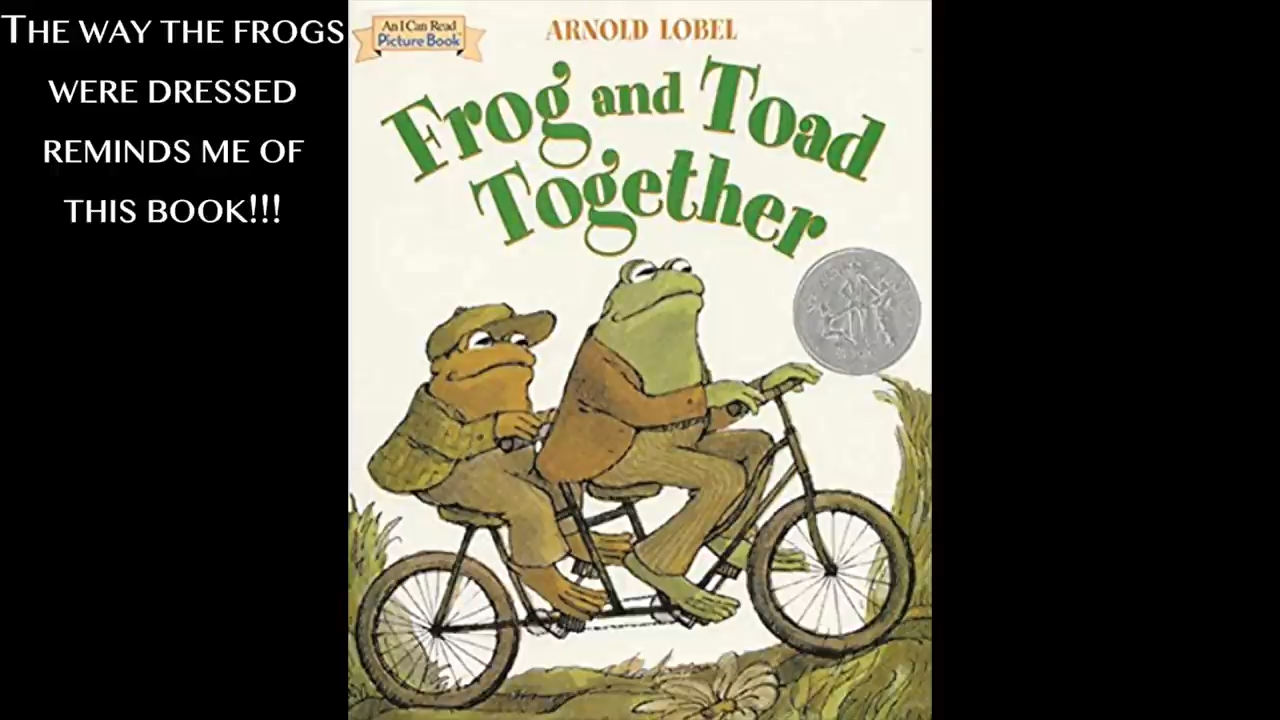 THE WAY THE FROGS
WERE DRESSED
REMINDS ME OF
THIS BOOK!!!
An I Can Read
Picture Book
ARNOLD LOBEL
Frog and Toad
Together